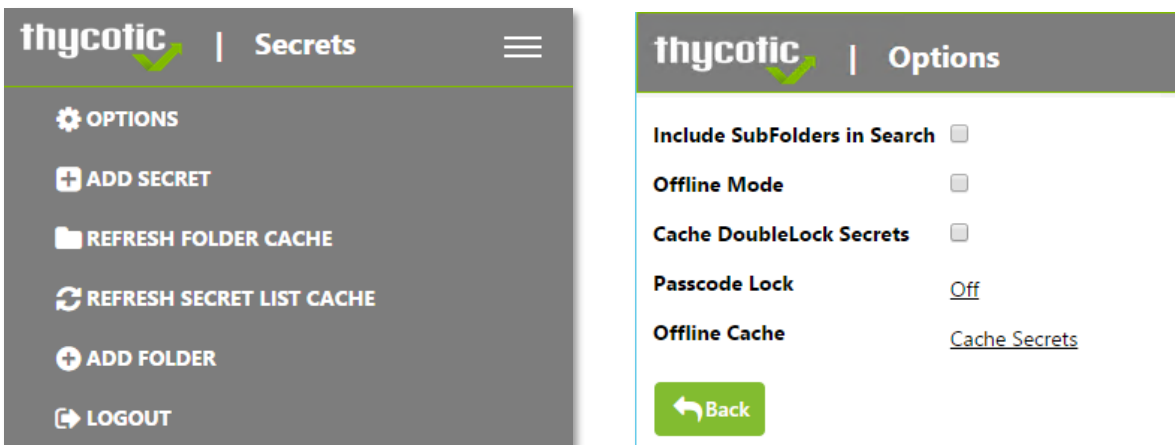 thycotic | Secrets
OPTIONS
ADD SECRET
REFRESH FOLDER CACHE
REFRESH SECRET LIST CACHE
ADD FOLDER
LOGOUT
thycotic | Options
Include SubFolders in Search
Offline Mode
Cache DoubleLock Secrets
Passcode Lock Off
Offline Cache Cache Secrets
Back